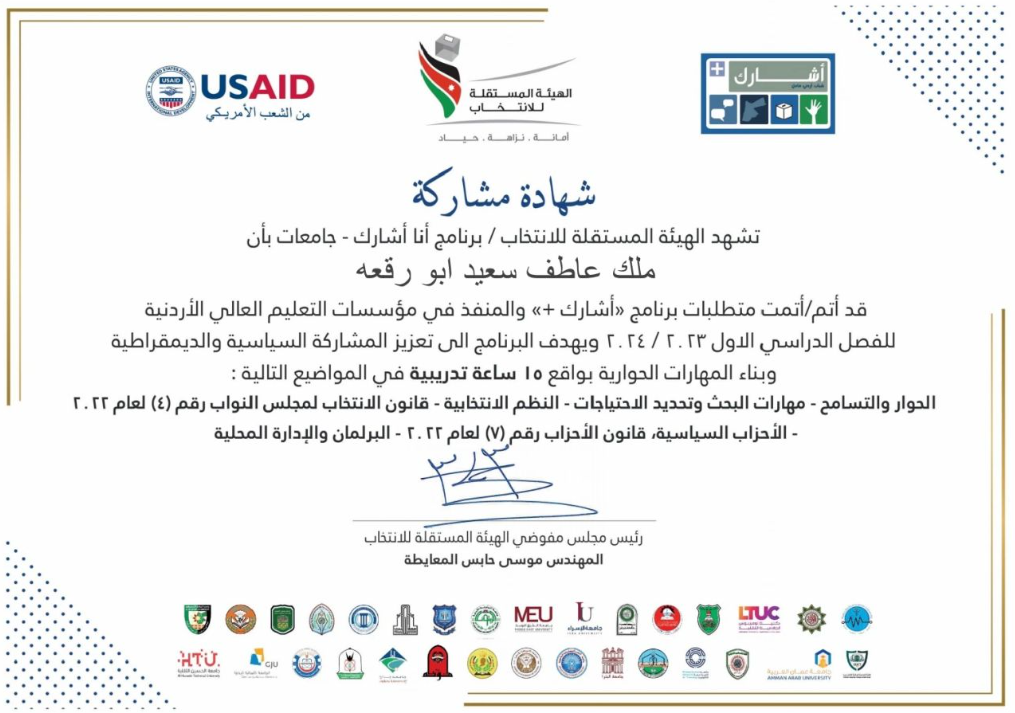 USAID
من الشعب الأمريكي
الهيئة المستقلة
للانتخاب
أمانة . نزاهة . حياد
أشارك
شهادة مشاركة
تشهد الهيئة المستقلة للانتخاب / برنامج أنا أشارك - جامعات بأن
ملك عاطف سعيد ابو رقعه
قد أتم/أتمت متطلبات برنامج «أشارك +» والمنفذ في مؤسسات التعليم العالي الأردنية
للفصل الدراسي الاول ٢٠٢٣ / ٢٠٢٤ ويهدف البرنامج الى تعزيز المشاركة السياسية والديمقراطية
وبناء المهارات الحوارية بواقع ١٥ ساعة تدريبية في المواضيع التالية :
الحوار والتسامح - مهارات البحث وتحديد الاحتياجات - النظم الانتخابية - قانون الانتخاب لمجلس النواب رقم (٤) لعام ٢٠٢٢
- الأحزاب السياسية، قانون الأحزاب رقم (٧) لعام ٢٠٢٢ - البرلمان والإدارة المحلية
رئيس مجلس مفوضي الهيئة المستقلة للانتخاب
المهندس موسى حابس المعايطة
MEU
IU
جامعة الإسراء
LTUC
HTU
GJU
AMMAN ARAB UNIVERSITY